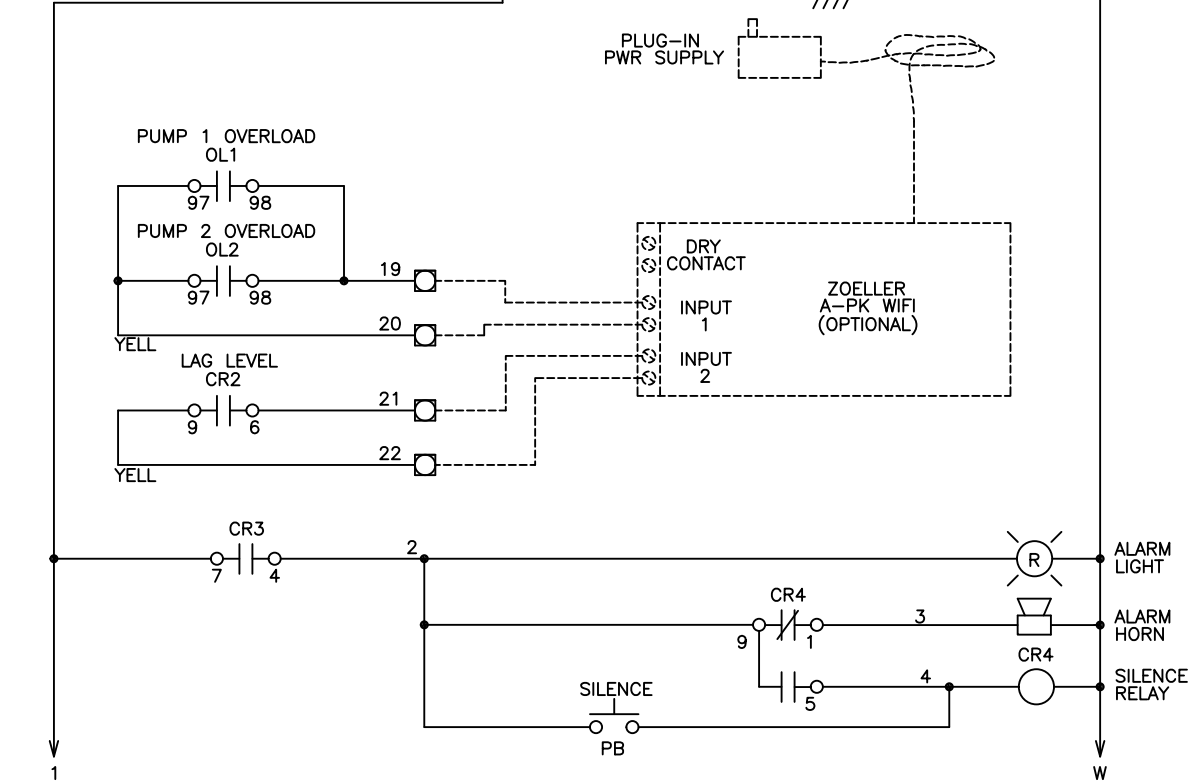 PLUG-IN
PWR SUPPLY
PUMP 1 OVERLOAD
OL1
97 98
PUMP 2 OVERLOAD
OL2
97 98
19
20
YELL
LAG LEVEL
CR2
9 6
21
22
YELL
DRY
CONTACT
INPUT
1
INPUT
2
ZOELLER
A-PK WIFI
(OPTIONAL)
CR3
7 4
2
R
ALARM
LIGHT
CR4
9 1
3
ALARM
HORN
CR4
5
4
SILENCE
RELAY
SILENCE
PB
1
W